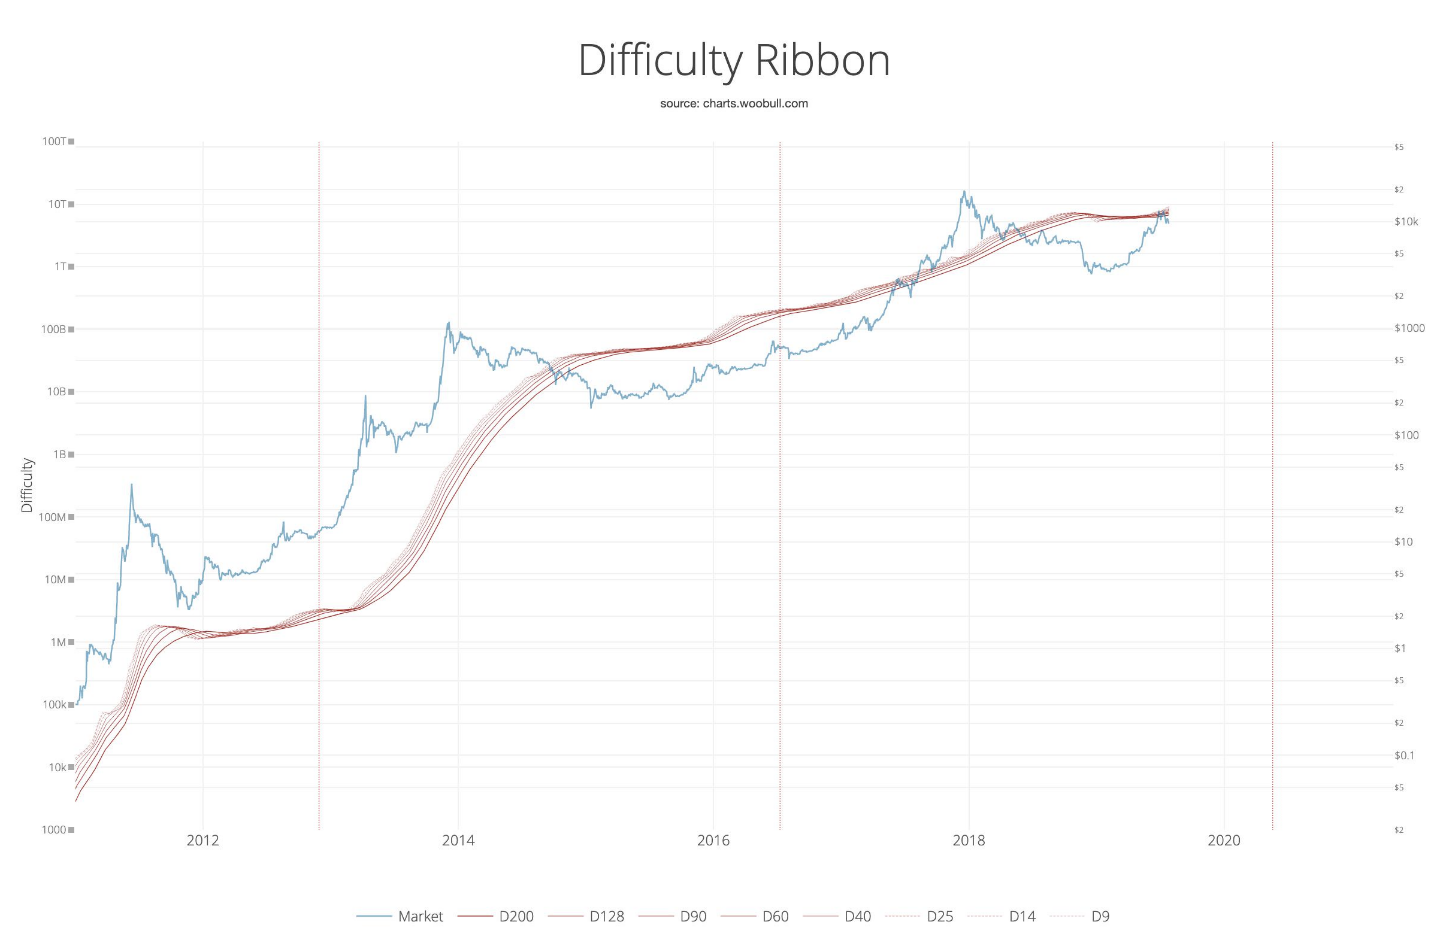 Difficulty Ribbon
source: charts.woobull.com
100T
10T
1T
100B
10B
1B
100M
10M
1M
100k
10k
1000
Difficulty
$5
$2
$10k
$5
$2
$1000
$5
$2
$100
$5
$2
$10
$5
$2
$1
$5
$2
$0.1
$5
$2
2012 2014 2016 2018 2020
Market D200 D128 D90 D60 D40 D25 D14 D9